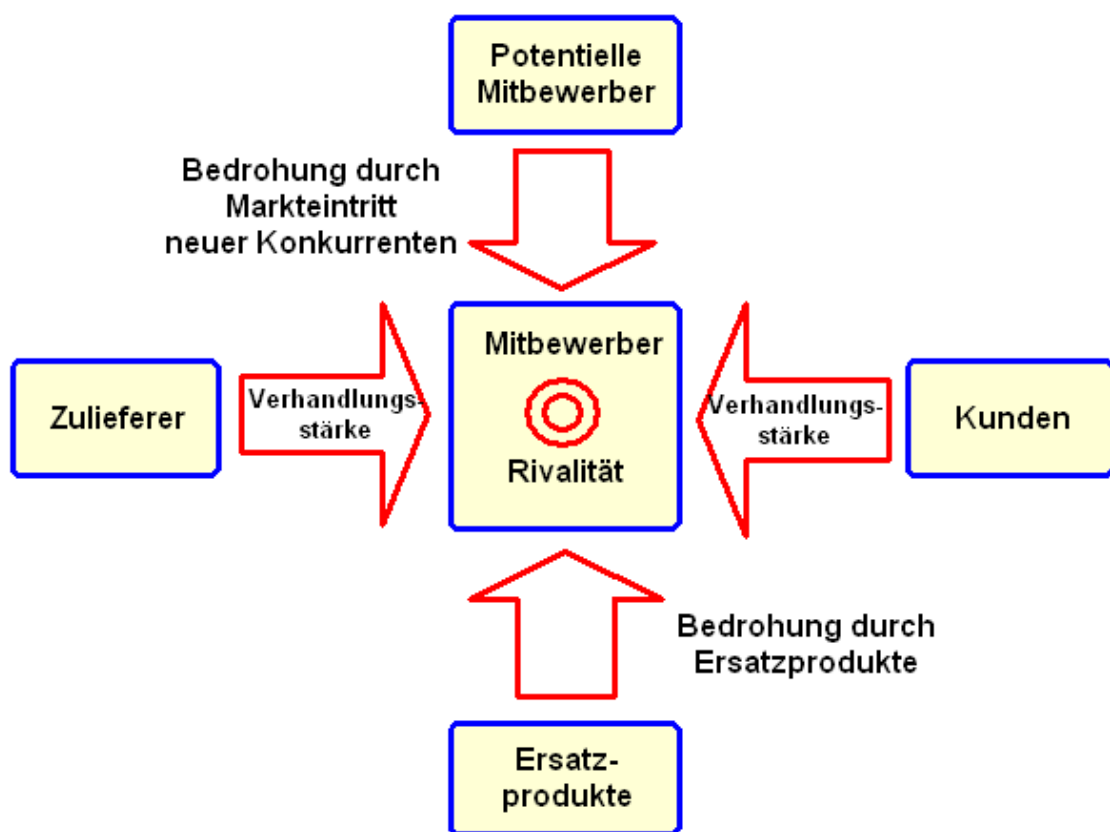 Potentielle
Mitbewerber
Bedrohung durch
Markteintritt
neuer Konkurrenten
Zulieferer
Verhandlungs-
stärke
Mitbewerber
Rivalität
Verhandlungs-
stärke
Kunden
Bedrohung durch
Ersatzprodukte
Ersatz-
produkte